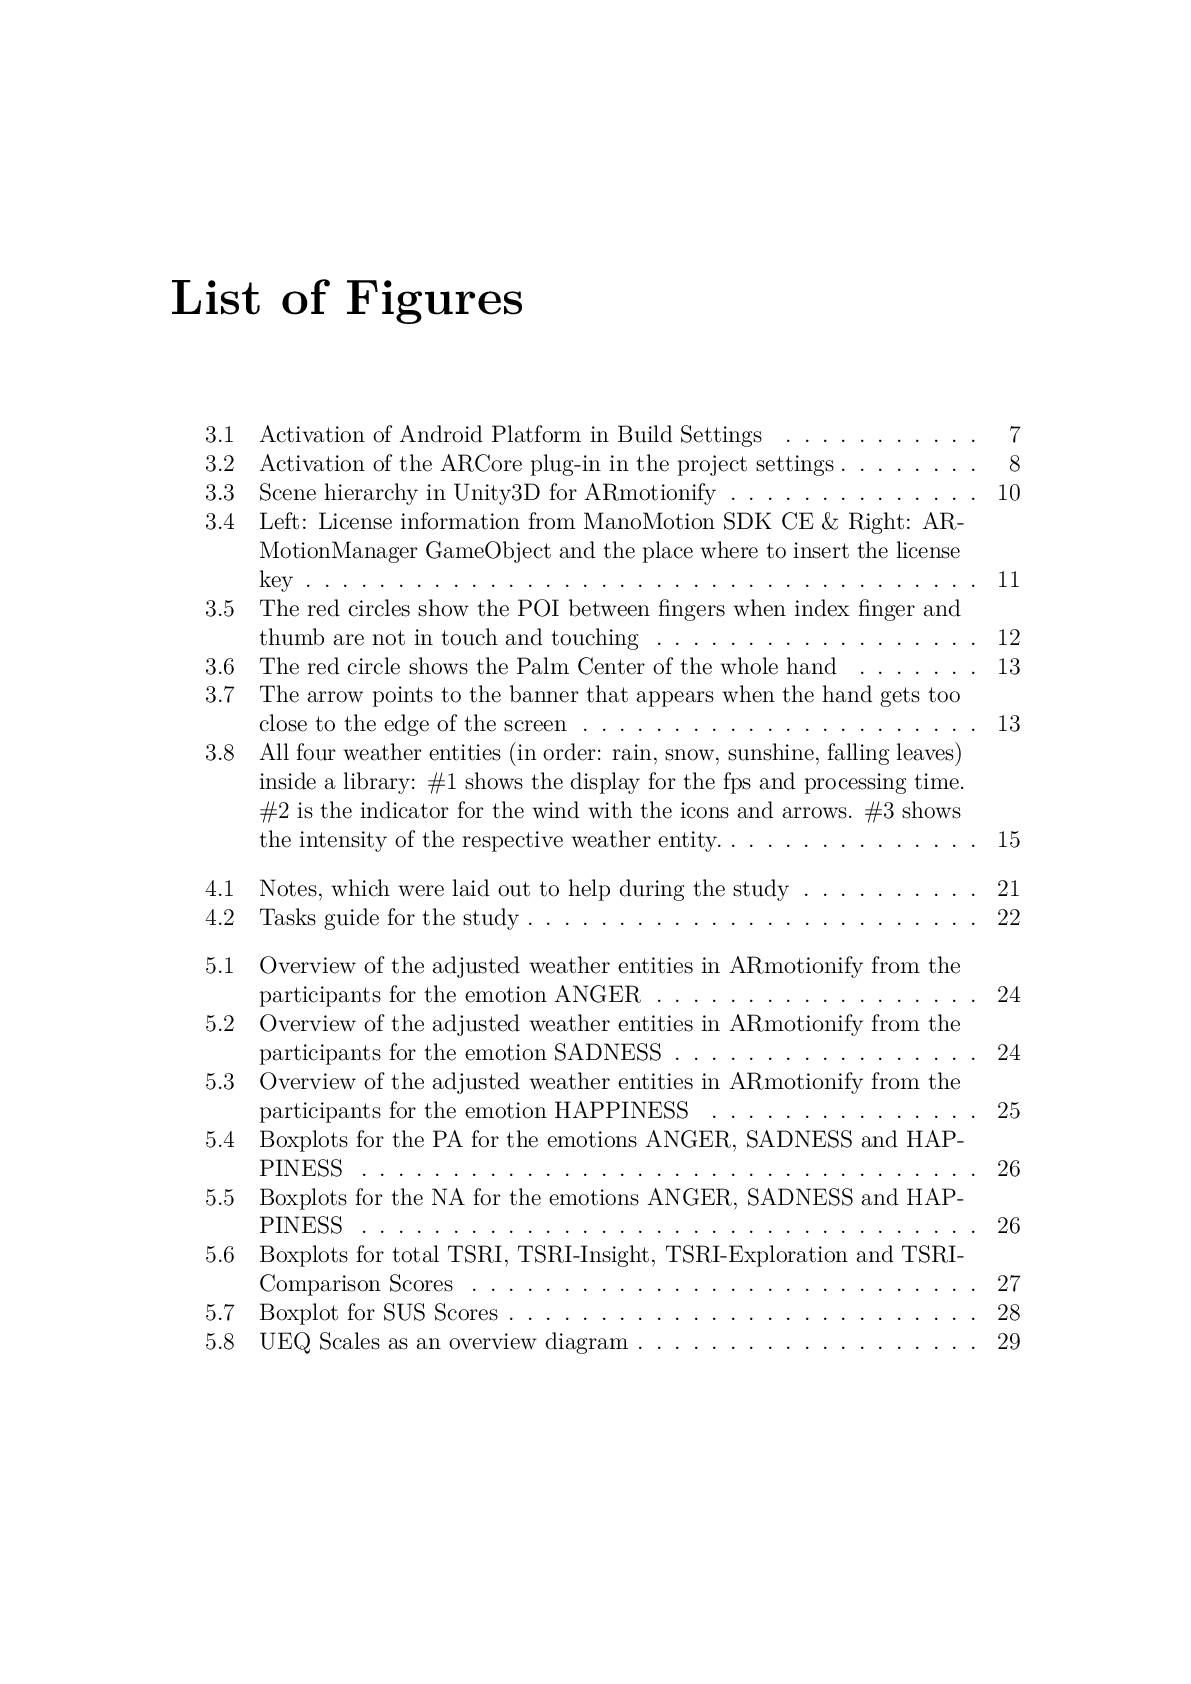 List of Figures
3.1 Activation of Android Platform in Build Settings . . . . . . . . . . . 7
3.2 Activation of the ARCore plug-in in the project settings . . . . . . . . 8
3.3 Scene hierarchy in Unity3D for ARmotionify . . . . . . . . . . . . . . 10
3.4 Left: License information from ManoMotion SDK CE & Right: AR-
MotionManager GameObject and the place where to insert the license
key . . . . . . . . . . . . . . . . . . . . . . . . . . . . . . . . . . . . . 11
3.5 The red circles show the POI between fingers when index finger and
thumb are not in touch and touching . . . . . . . . . . . . . . . . . . 12
3.6 The red circle shows the Palm Center of the whole hand . . . . . . . 13
3.7 The arrow points to the banner that appears when the hand gets too
close to the edge of the screen . . . . . . . . . . . . . . . . . . . . . . 13
3.8 All four weather entities (in order: rain, snow, sunshine, falling leaves)
inside a library: #1 shows the display for the fps and processing time.
#2 is the indicator for the wind with the icons and arrows. #3 shows
the intensity of the respective weather entity. . . . . . . . . . . . . . . 15
4.1 Notes, which were laid out to help during the study . . . . . . . . . . 21
4.2 Tasks guide for the study . . . . . . . . . . . . . . . . . . . . . . . . . 22
5.1 Overview of the adjusted weather entities in ARmotionify from the
participants for the emotion ANGER . . . . . . . . . . . . . . . . . . 24
5.2 Overview of the adjusted weather entities in ARmotionify from the
participants for the emotion SADNESS . . . . . . . . . . . . . . . . . 24
5.3 Overview of the adjusted weather entities in ARmotionify from the
participants for the emotion HAPPINESS . . . . . . . . . . . . . . . 25
5.4 Boxplots for the PA for the emotions ANGER, SADNESS and HAP-
PINESS . . . . . . . . . . . . . . . . . . . . . . . . . . . . . . . . . . 26
5.5 Boxplots for the NA for the emotions ANGER, SADNESS and HAP-
PINESS . . . . . . . . . . . . . . . . . . . . . . . . . . . . . . . . . . 26
5.6 Boxplots for total TSRI, TSRI-Insight, TSRI-Exploration and TSRI-
Comparison Scores . . . . . . . . . . . . . . . . . . . . . . . . . . . . 27
5.7 Boxplot for SUS Scores . . . . . . . . . . . . . . . . . . . . . . . . . . 28
5.8 UEQ Scales as an overview diagram . . . . . . . . . . . . . . . . . . . 29